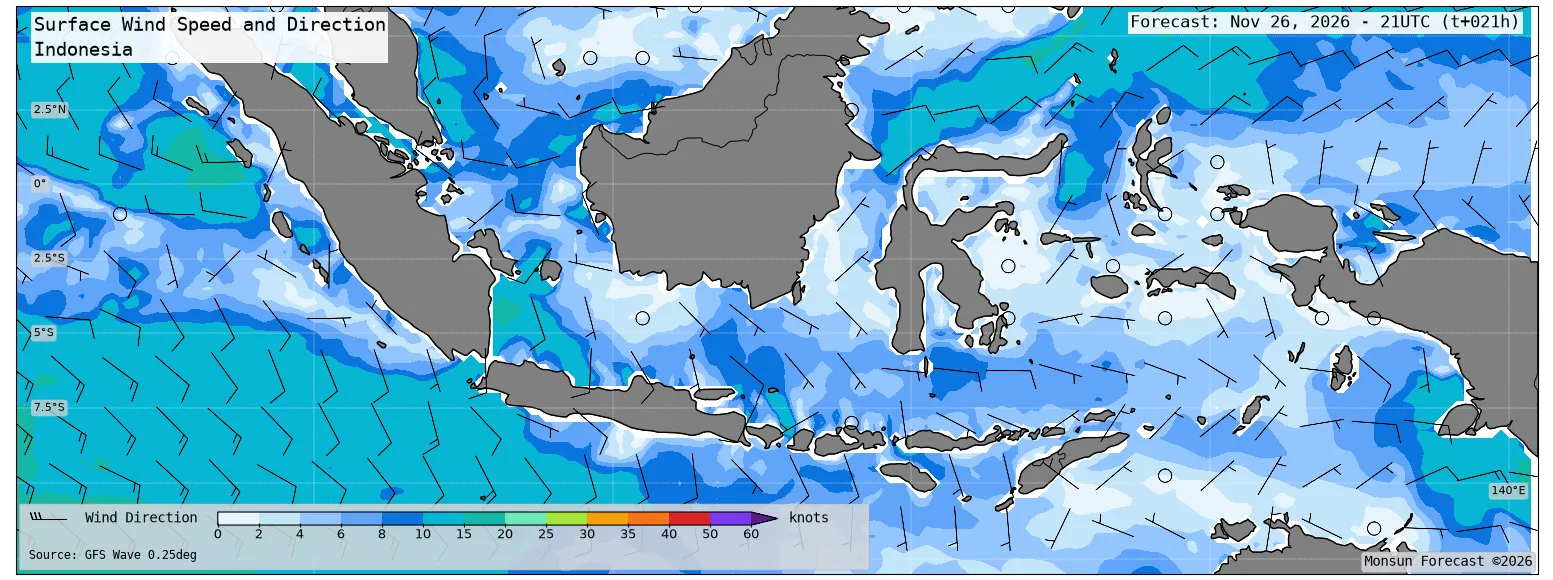 Surface Wind Speed and Direction
Indonesia
Forecast: Nov 26, 2026 - 21UTC (t+021h)
2.5°N
0°
2.5°S
5°S
7.5°S
140°E
Wind Direction
0 2 4 6 8 10 15 20 25 30 35 40 50 60
knots
Source: GFS Wave 0.25deg
Monsun Forecast ©2026